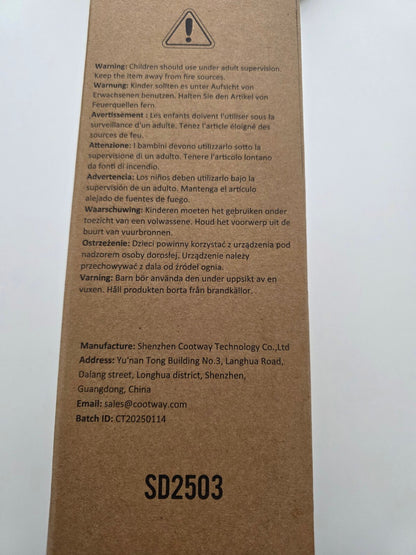 Warning: Children should use under adult supervision.
Keep the item away from fire sources.
Warnung: Kinder sollten es unter Aufsicht von
Erwachsenen benutzen. Halten Sie den Artikel von
Feuerquellen fern.
Avertissement : Les enfants doivent l'utiliser sous la
surveillance d'un adulte. Tenez l'article éloigné des
sources de feu.
Attenzione: I bambini devono utilizzarlo sotto la
supervisione di un adulto. Tenere l'articolo lontano
da fonti di incendio.
Advertencia: Los niños deben utilizarlo bajo la
supervisión de un adulto. Mantenga el artículo
alejado de fuentes de fuego.
Waarschuwing: Kinderen moeten het gebruiken onder
toezicht van een volwassene. Houd het voorwerp uit de
buurt van vuurbronnen.
Ostrzeżenie: Dzieci powinny korzystać z urządzenia pod
nadzorem osoby dorosłej. Urządzenie należy
przechowywać z dala od źródeł ognia.
Varning: Barn bör använda den under uppsikt av en
vuxen. Håll produkten borta från brandkällor.
Manufacture: Shenzhen Cootway Technology Co.,Ltd
Address: Yu'nan Tong Building No.3, Langhua Road,
Dalang street, Longhua district, Shenzhen,
Guangdong, China
Email: sales@cootway.com
Batch ID: CT20250114
SD2503